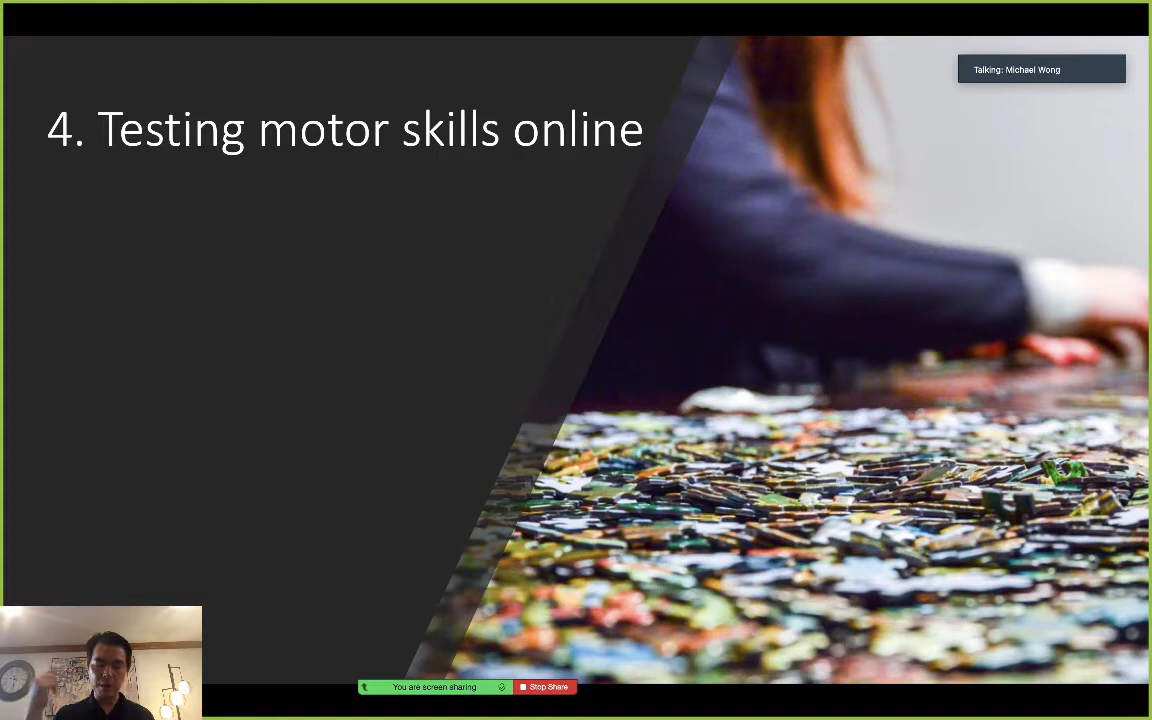 Talking: Michael Wong
4. Testing motor skills online
You are screen sharing
Stop Share